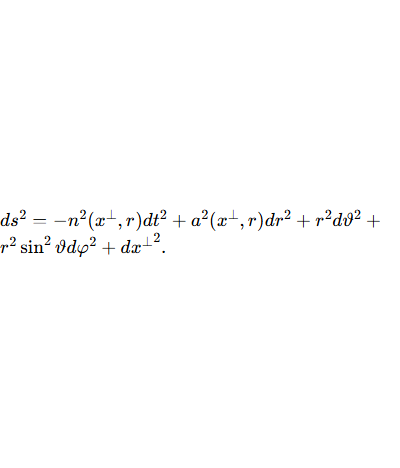 ds² = −n²(x^⊥, r)dt² + a²(x^⊥, r)dr² + r²dϑ² +
r² sin² ϑdφ² + dx^⊥².